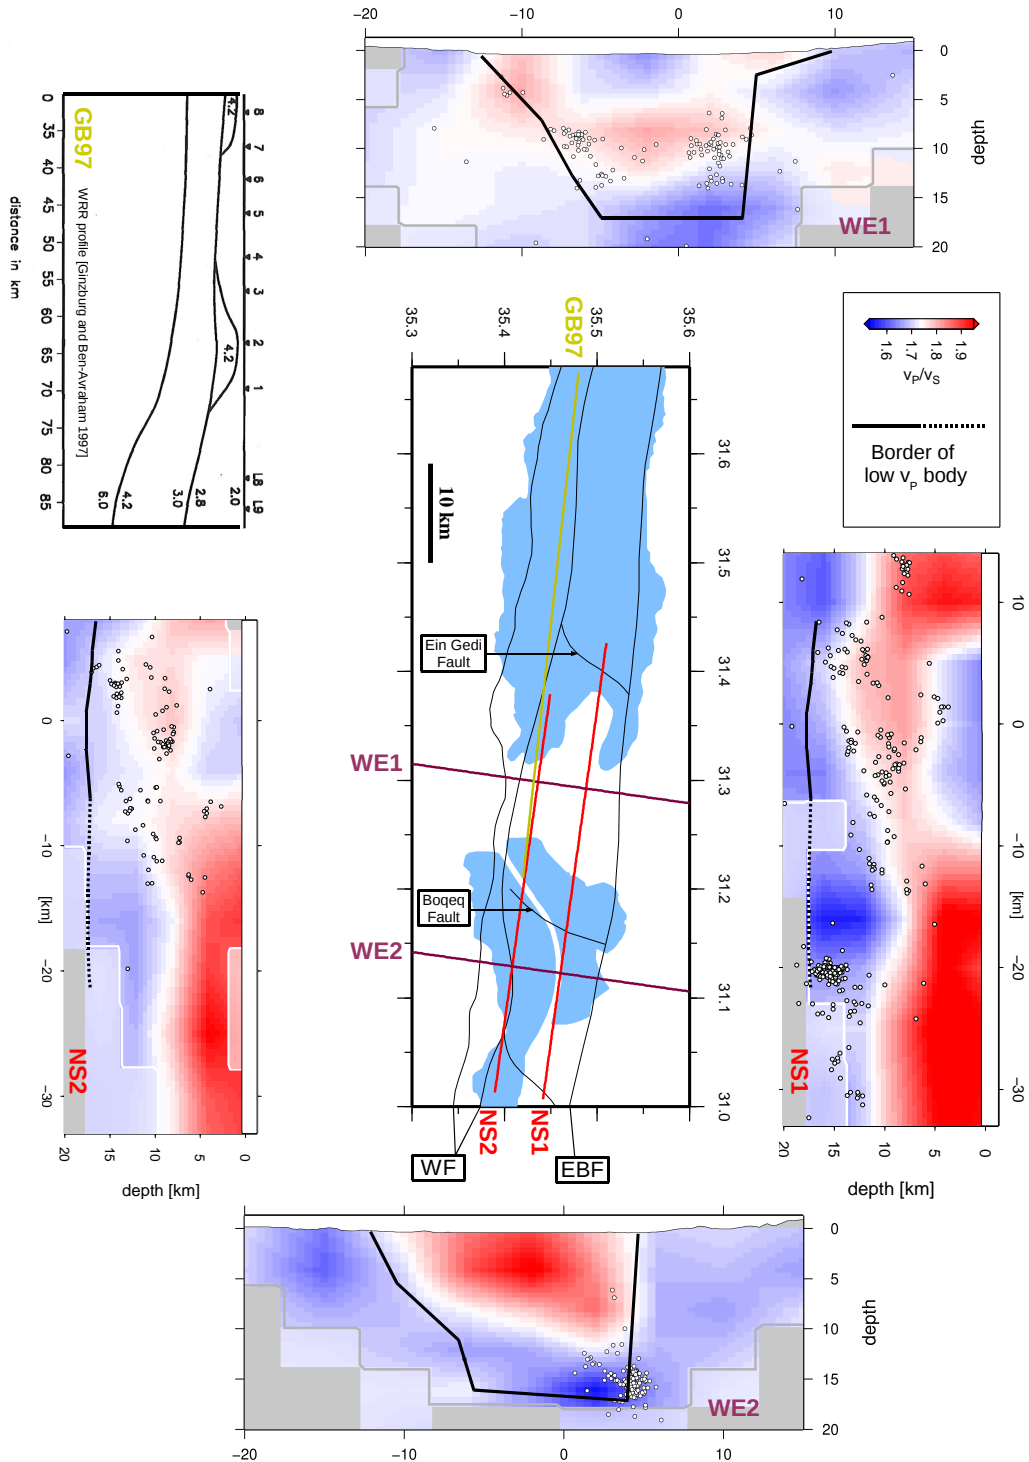 −10
0
10
−20
0
5
10
15
20
depth
WE1
GB97
WRR profile [Ginzburg and Ben-Avraham 1997]
8
7
6
5
4
3
2
1
L8
L9
4.2
4.2
2.0
2.8
3.0
4.2
6.0
0
35
40
45
50
55
60
65
70
75
80
85
distance in km
1.6
1.7
1.8
1.9
vP/vS
Border of
low vP body
35.3
35.4
35.5
35.6
GB97
31.6
31.5
31.4
31.3
31.2
31.1
31.0
10 km
Ein Gedi
Fault
Boqeq
Fault
WE1
WE2
NS2
NS1
WF
EBF
0
−10
[km]
−20
−30
NS2
20
15
10
5
0
depth [km]
10
0
−10
[km]
−20
−30
NS1
20
15
10
5
0
depth [km]
0
5
10
15
20
depth
WE2
−20
−10
0
10